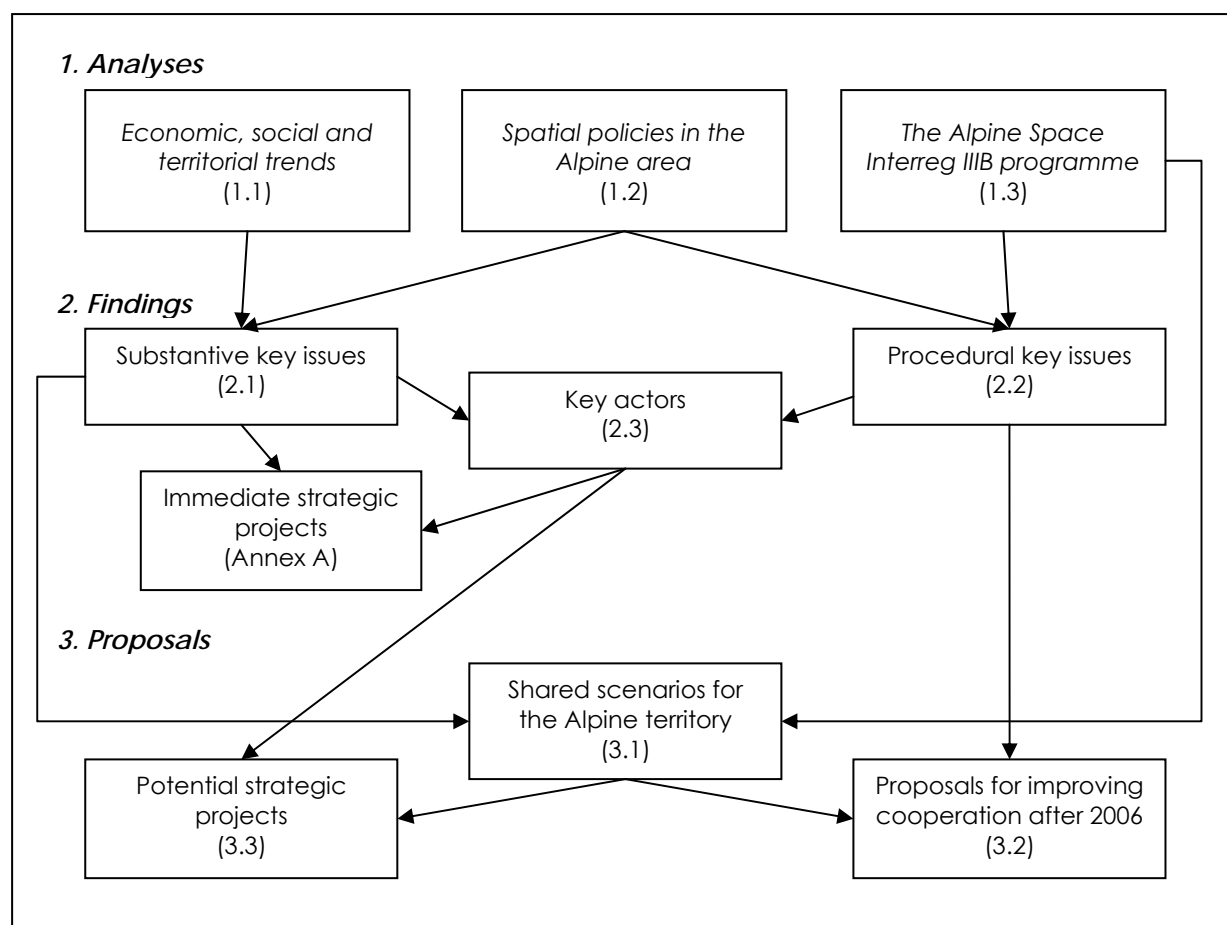 1. Analyses
Economic, social and
territorial trends
(1.1)
Spatial policies in the
Alpine area
(1.2)
The Alpine Space
Interreg IIIB programme
(1.3)
2. Findings
Substantive key issues
(2.1)
Procedural key issues
(2.2)
Key actors
(2.3)
Immediate strategic
projects
(Annex A)
3. Proposals
Shared scenarios for
the Alpine territory
(3.1)
Potential strategic
projects
(3.3)
Proposals for improving
cooperation after 2006
(3.2)